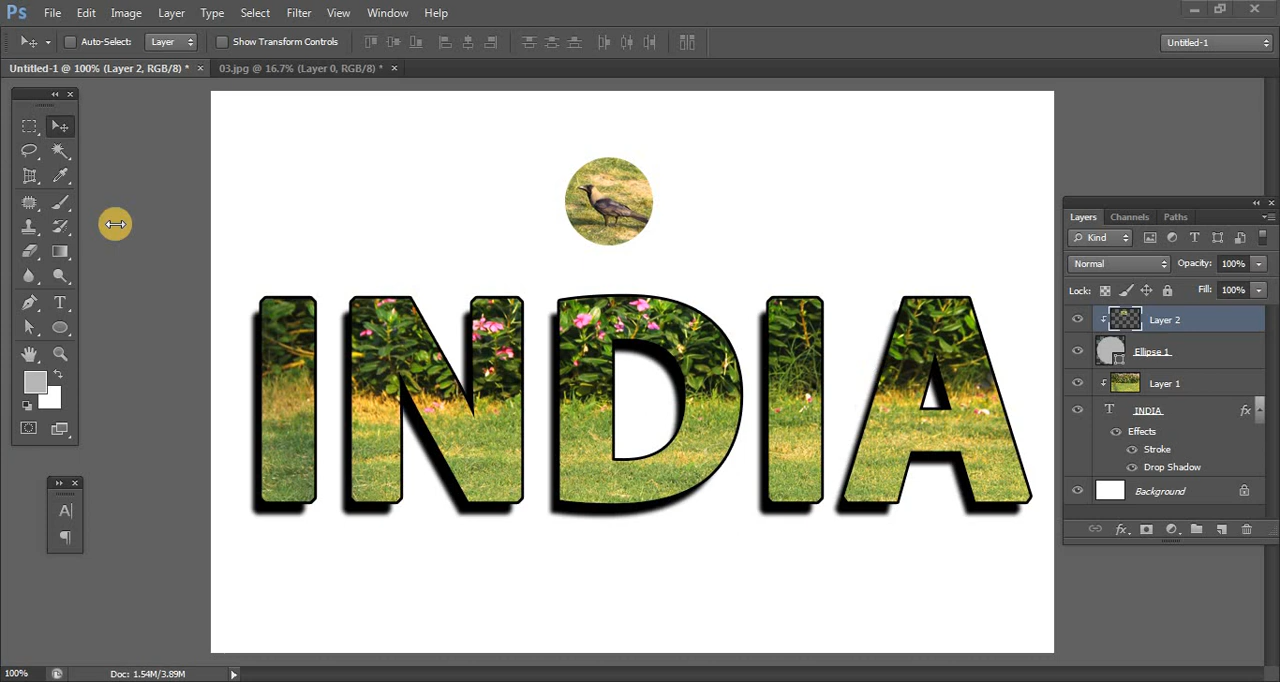 Ps File Edit Image Layer Type Select Filter View Window Help
Auto-Select: Layer Show Transform Controls Untitled-1
Untitled-1 @ 100% (Layer 2, RGB/8) * × 03.jpg @ 16.7% (Layer 0, RGB/8) * ×
INDIA
Layers Channels Paths
Kind T
Normal Opacity: 100%
Lock: Fill: 100%
Layer 2
Ellipse 1
Layer 1
T INDIA fx
Effects
Stroke
Drop Shadow
Background
fx
T
A
100% Doc: 1.54M/3.89M